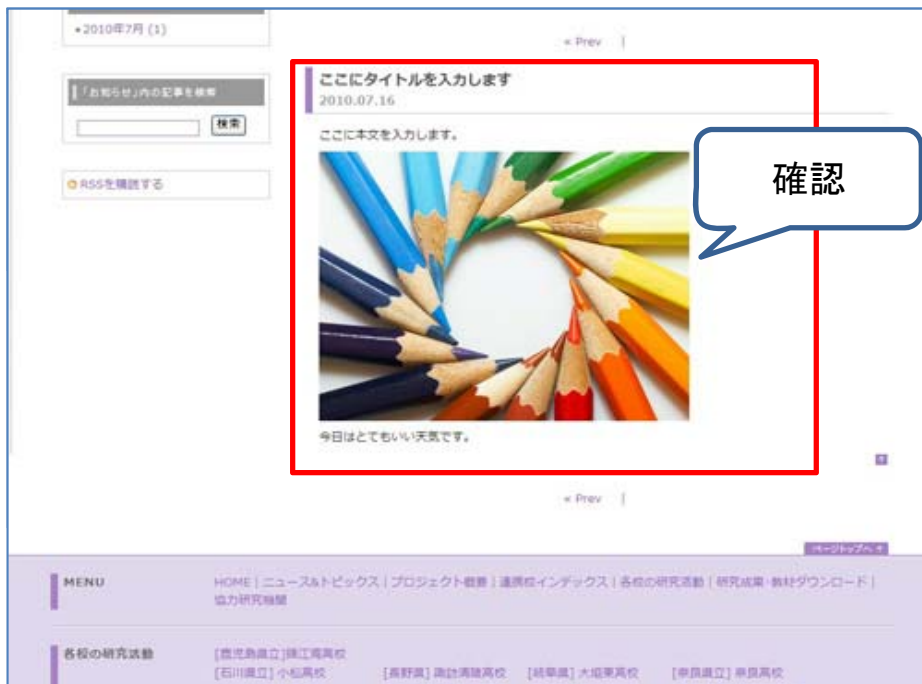 •2010年7月 (1)
« Prev |
「お知らせ」内の記事を検索
検索
RSSを購読する
ここにタイトルを入力します
2010.07.16
ここに本文を入力します。
確認
今日はとてもいい天気です。
« Prev |
ページトップへ
MENU
HOME | ニュース&トピックス | プロジェクト概要 | 連携校インデックス | 各校の研究活動 | 研究成果・教材ダウンロード |
協力研究機関
各校の研究活動
[鹿児島県立]錦江湾高校
[石川県立] 小松高校 [長野県] 諏訪清陵高校 [岐阜県] 大垣東高校 [奈良県立] 奈良高校